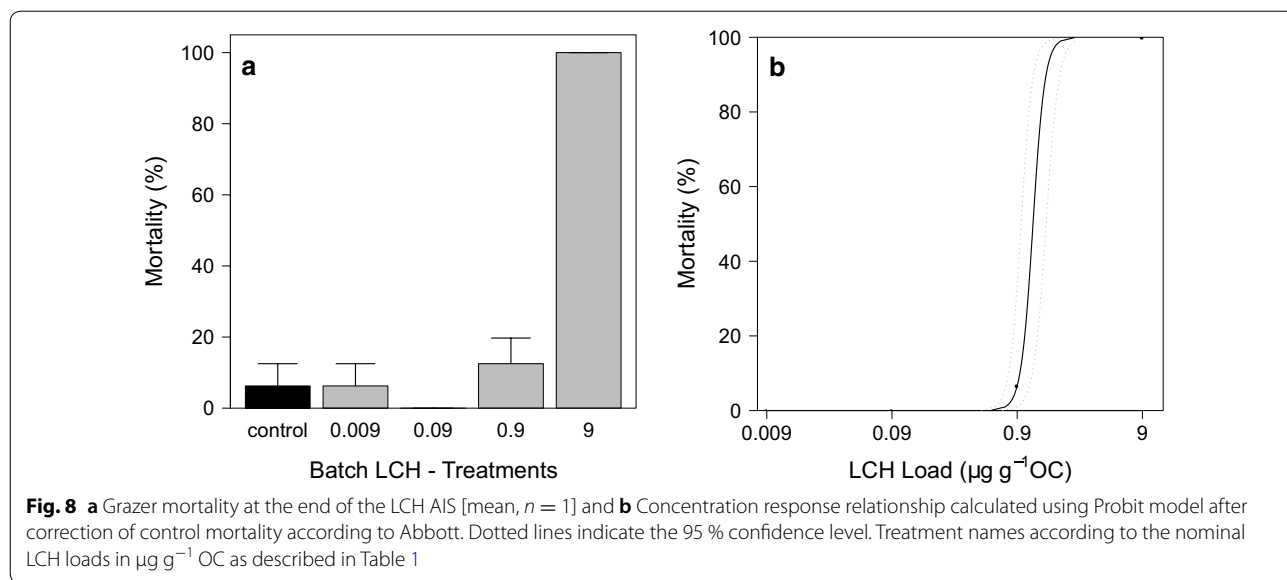 a
Mortality (%)
100
80
60
40
20
0
control 0.009 0.09 0.9 9
Batch LCH - Treatments
b
Mortality (%)
100
80
60
40
20
0
0.009 0.09 0.9 9
LCH Load (µg g⁻¹OC)
Fig. 8 a Grazer mortality at the end of the LCH AIS [mean, n = 1] and b Concentration response relationship calculated using Probit model after
correction of control mortality according to Abbott. Dotted lines indicate the 95 % confidence level. Treatment names according to the nominal
LCH loads in µg g⁻¹ OC as described in Table 1